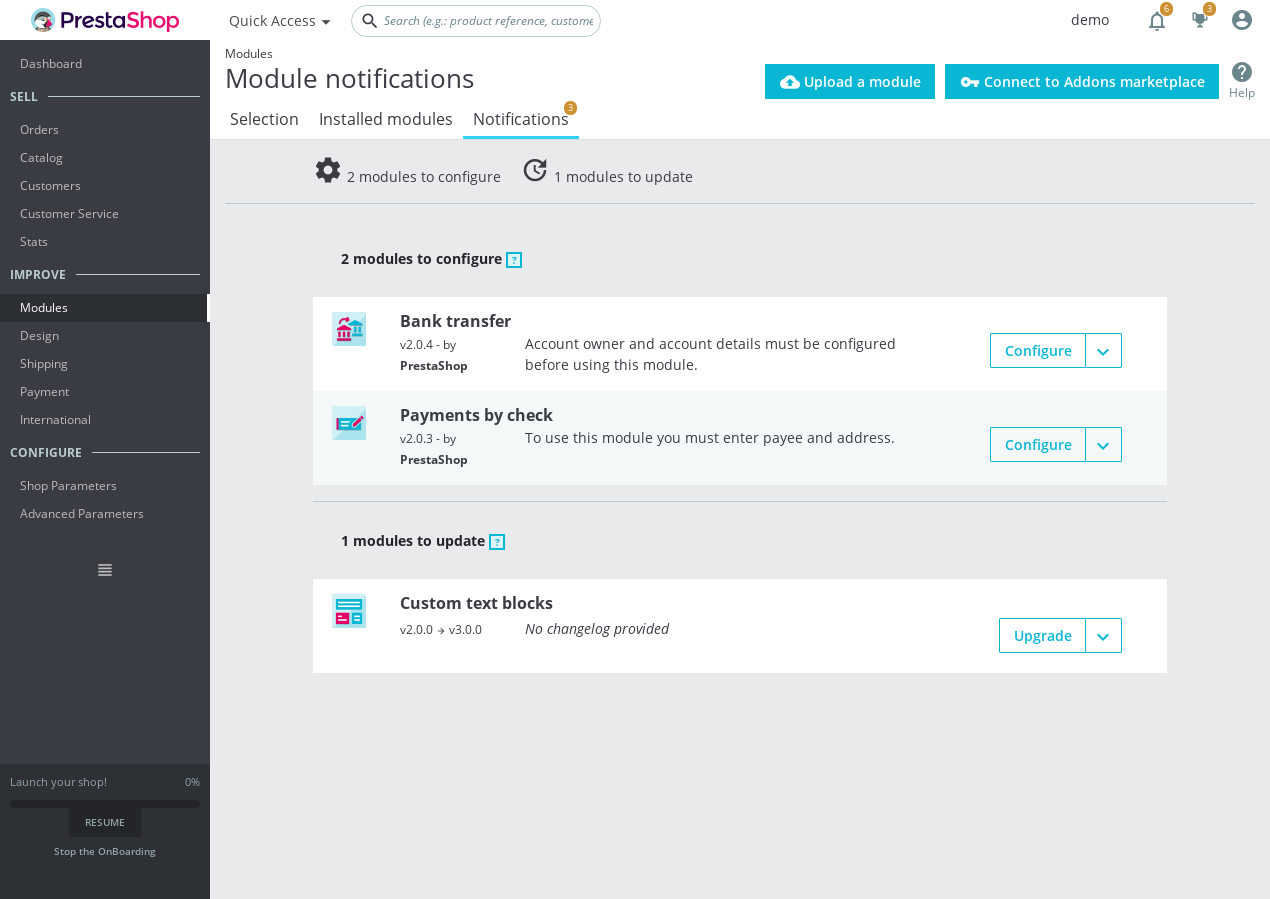 PrestaShop
Quick Access
Search (e.g.: product reference, custome
demo
6
3
Dashboard
SELL
Orders
Catalog
Customers
Customer Service
Stats
IMPROVE
Modules
Design
Shipping
Payment
International
CONFIGURE
Shop Parameters
Advanced Parameters
Launch your shop! 0%
RESUME
Stop the OnBoarding
Modules
Module notifications
Upload a module
Connect to Addons marketplace
Help
Selection
Installed modules
Notifications 3
2 modules to configure
1 modules to update
2 modules to configure ?
Bank transfer
v2.0.4 - by
PrestaShop
Account owner and account details must be configured
before using this module.
Configure
Payments by check
v2.0.3 - by
PrestaShop
To use this module you must enter payee and address.
Configure
1 modules to update ?
Custom text blocks
v2.0.0 → v3.0.0
No changelog provided
Upgrade